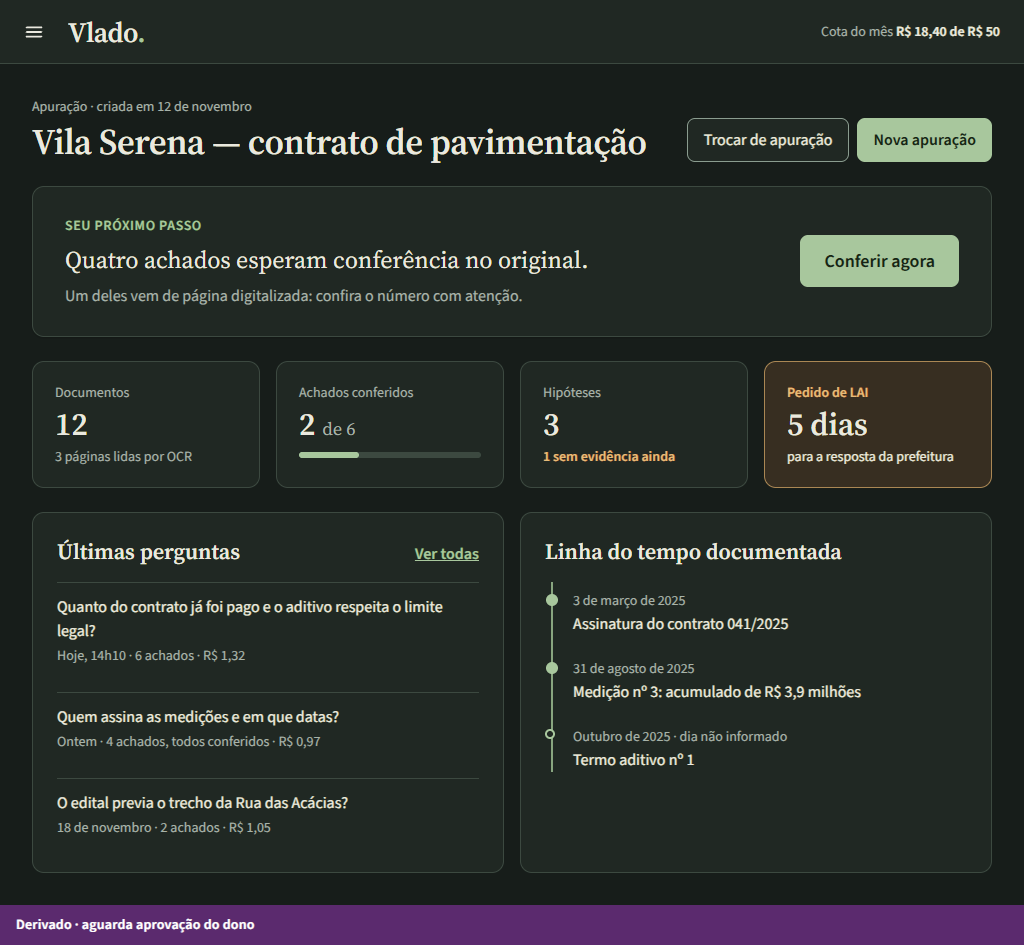 Vlado.
Cota do mês R$ 18,40 de R$ 50
Apuração · criada em 12 de novembro
Vila Serena — contrato de pavimentação
Trocar de apuração
Nova apuração
SEU PRÓXIMO PASSO
Quatro achados esperam conferência no original.
Um deles vem de página digitalizada: confira o número com atenção.
Conferir agora
Documentos
12
3 páginas lidas por OCR
Achados conferidos
2 de 6
Hipóteses
3
1 sem evidência ainda
Pedido de LAI
5 dias
para a resposta da prefeitura
Últimas perguntas
Ver todas
Quanto do contrato já foi pago e o aditivo respeita o limite
legal?
Hoje, 14h10 · 6 achados · R$ 1,32
Quem assina as medições e em que datas?
Ontem · 4 achados, todos conferidos · R$ 0,97
O edital previa o trecho da Rua das Acácias?
18 de novembro · 2 achados · R$ 1,05
Linha do tempo documentada
3 de março de 2025
Assinatura do contrato 041/2025
31 de agosto de 2025
Medição nº 3: acumulado de R$ 3,9 milhões
Outubro de 2025 · dia não informado
Termo aditivo nº 1
Derivado · aguarda aprovação do dono